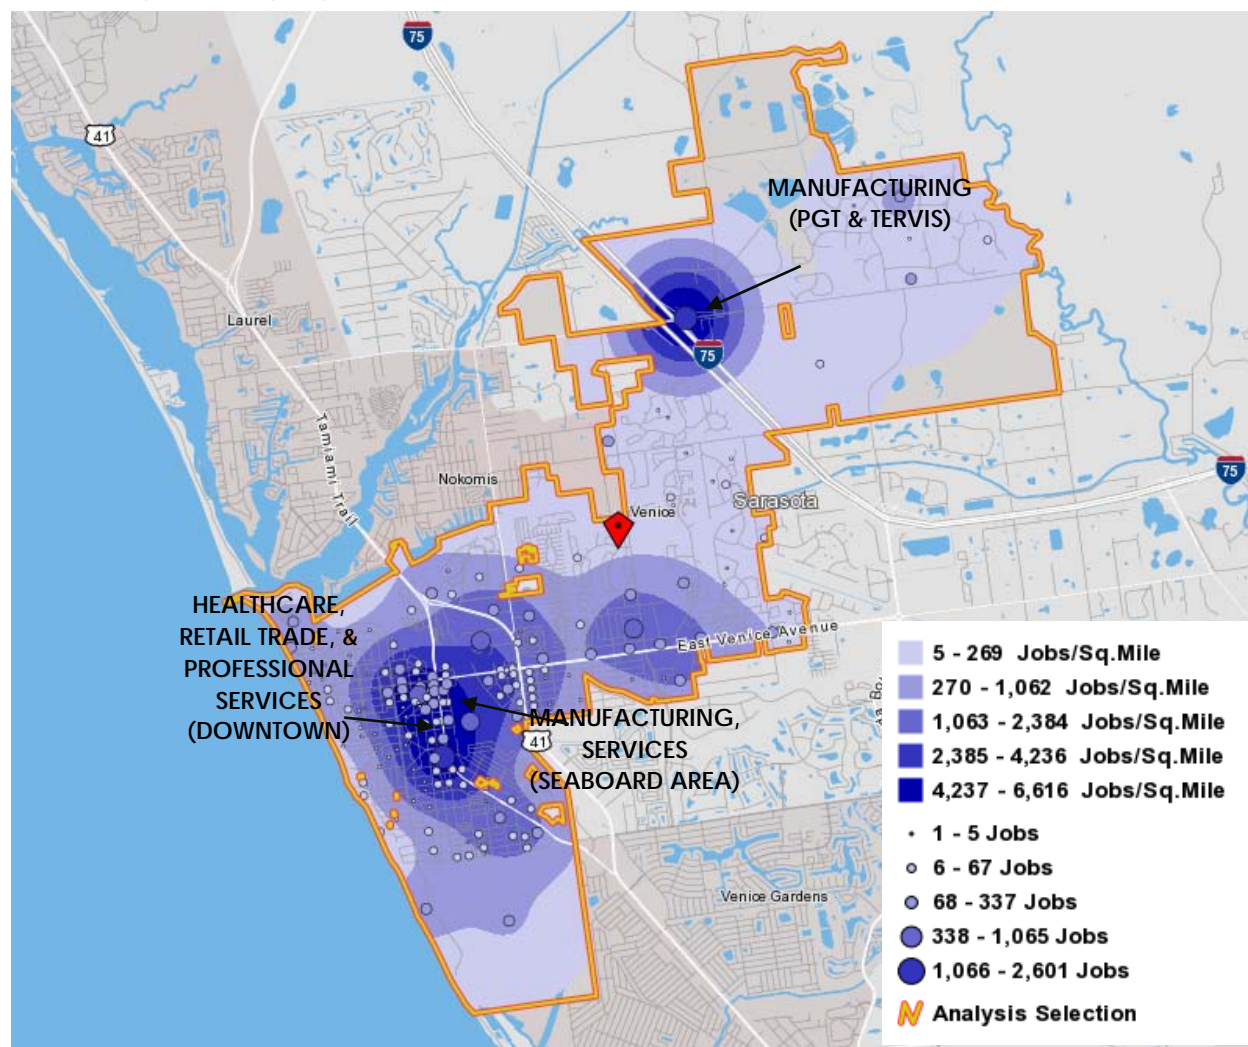 75
41
MANUFACTURING
(PGT & TERVIS)
Laurel
75
Tamiami Trail
Nokomis
75
Sarasota
Venice
HEALTHCARE,
RETAIL TRADE, &
PROFESSIONAL
SERVICES
(DOWNTOWN)
East Venice Avenue
MANUFACTURING,
SERVICES
(SEABOARD AREA)
41
Venice Gardens
5 - 269 Jobs/Sq.Mile
270 - 1,062 Jobs/Sq.Mile
1,063 - 2,384 Jobs/Sq.Mile
2,385 - 4,236 Jobs/Sq.Mile
4,237 - 6,616 Jobs/Sq.Mile
1 - 5 Jobs
6 - 67 Jobs
68 - 337 Jobs
338 - 1,065 Jobs
1,066 - 2,601 Jobs
Analysis Selection